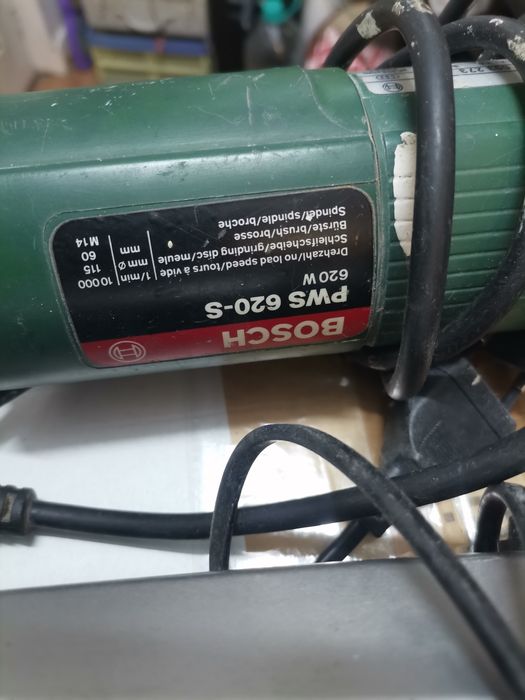 BOSCH
PWS 620-S
620 W
Drehzahl/no load speed/tours à vide 1/min 10 000
Schleifscheibe/grinding disc/meule mm ø 115
Bürste/brush/brosse mm 60
Spindel/spindle/broche M14